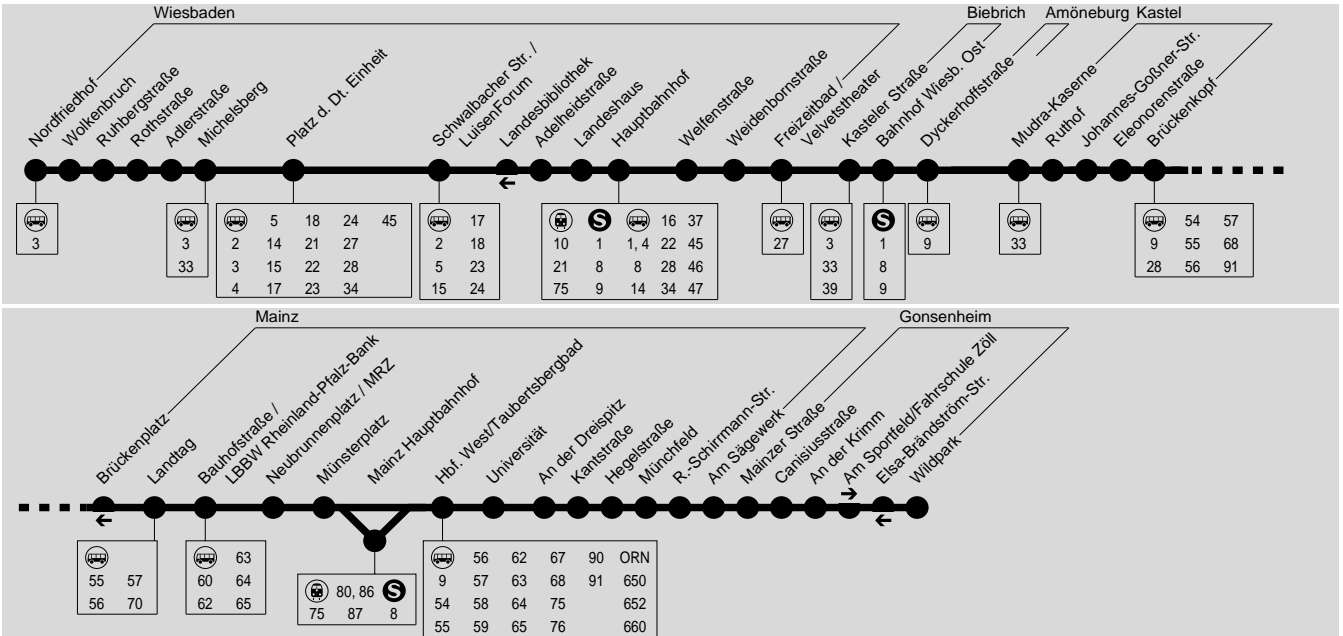 Wiesbaden Biebrich Amöneburg Kastel
Nordfriedhof
Wolkenbruch
Ruhbergstraße
Rothstraße
Adlerstraße
Michelsberg
Platz d. Dt. Einheit
Schwalbacher Str. /
LuisenForum
Landesbibliothek
Adelheidstraße
Landeshaus
Hauptbahnhof
Welfenstraße
Weidenbornstraße
Freizeitbad /
Velvetstheater
Kasteler Straße
Bahnhof Wiesb. Ost
Dyckerhoffstraße
Mudra-Kaserne
Ruthof
Johannes-Goßner-Str.
Eleonorenstraße
Brückenkopf
3
3
33
5 18 24 45
2 14 21 27
3 15 22 28
4 17 23 34
17
2 18
5 23
15 24
S 16 37
10 1 1, 4 22 45
21 8 8 28 46
75 9 14 34 47
27
3
33
39
S
1
8
9
9
33
54 57
9 55 68
28 56 91
Mainz Gonsenheim
Brückenplatz
Landtag
Bauhofstraße /
LBBW Rheinland-Pfalz-Bank
Neubrunnenplatz / MRZ
Münsterplatz
Mainz Hauptbahnhof
Hbf. West/Taubertsbergbad
Universität
An der Dreispitz
Kantstraße
Hegelstraße
Münchfeld
R.-Schirrmann-Str.
Am Sägewerk
Mainzer Straße
Canisiusstraße
An der Krimm
Am Sportfeld/Fahrschule Zöll
Elsa-Brändström-Str.
Wildpark
55 57
56 70
63
60 64
62 65
80, 86 S
75 87 8
56 62 67 90 ORN
9 57 63 68 91 650
54 58 64 75 652
55 59 65 76 660